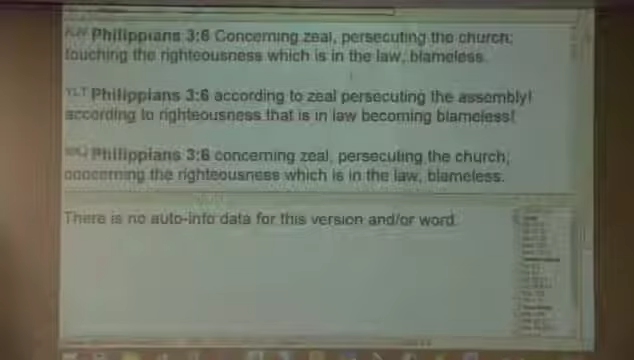 KJV Philippians 3:6 Concerning zeal, persecuting the church;
touching the righteousness which is in the law, blameless.
YLT Philippians 3:6 according to zeal persecuting the assembly!
according to righteousness that is in law becoming blameless!
Philippians 3:6 concerning zeal, persecuting the church;
concerning the righteousness which is in the law, blameless.
There is no auto-info data for this version and/or word.